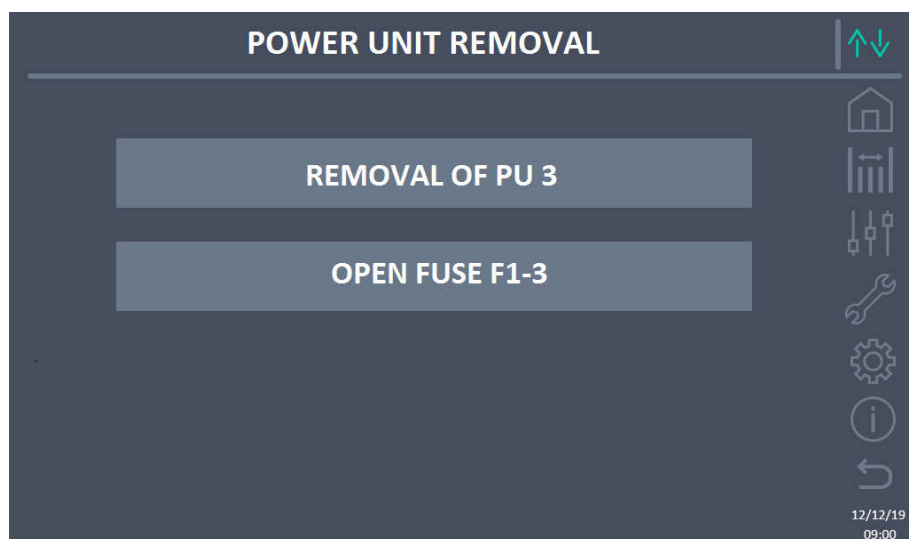 POWER UNIT REMOVAL
REMOVAL OF PU 3
OPEN FUSE F1-3
12/12/19
09:00